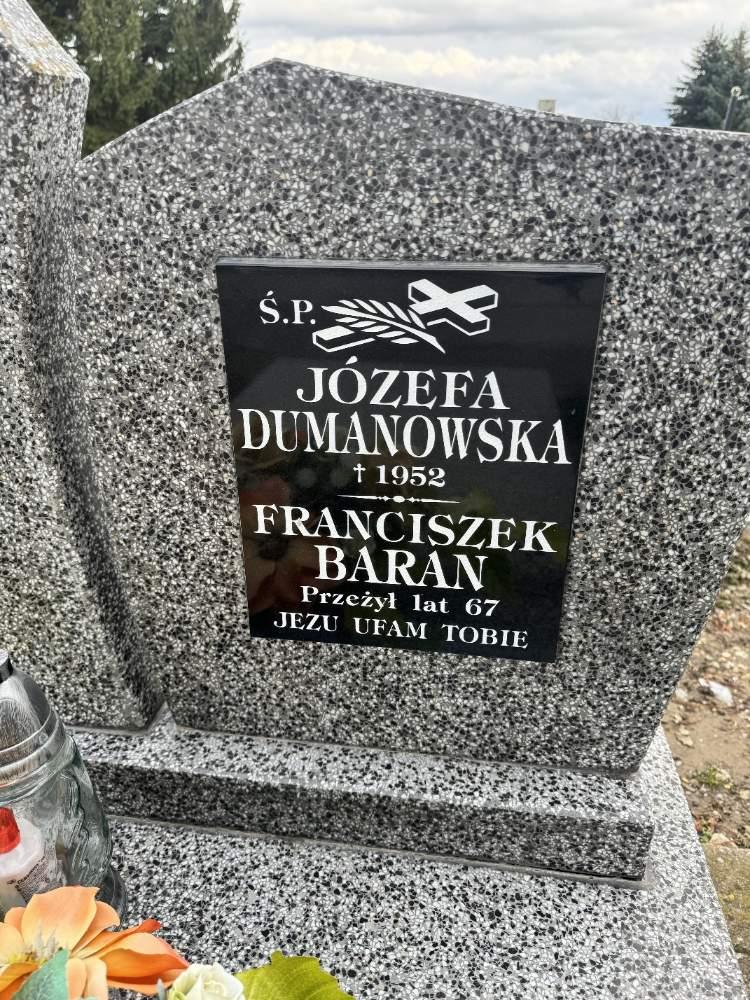 Ś.P.
JÓZEFA
DUMANOWSKA
† 1952
FRANCISZEK
BARAN
Przeżył lat 67
JEZU UFAM TOBIE